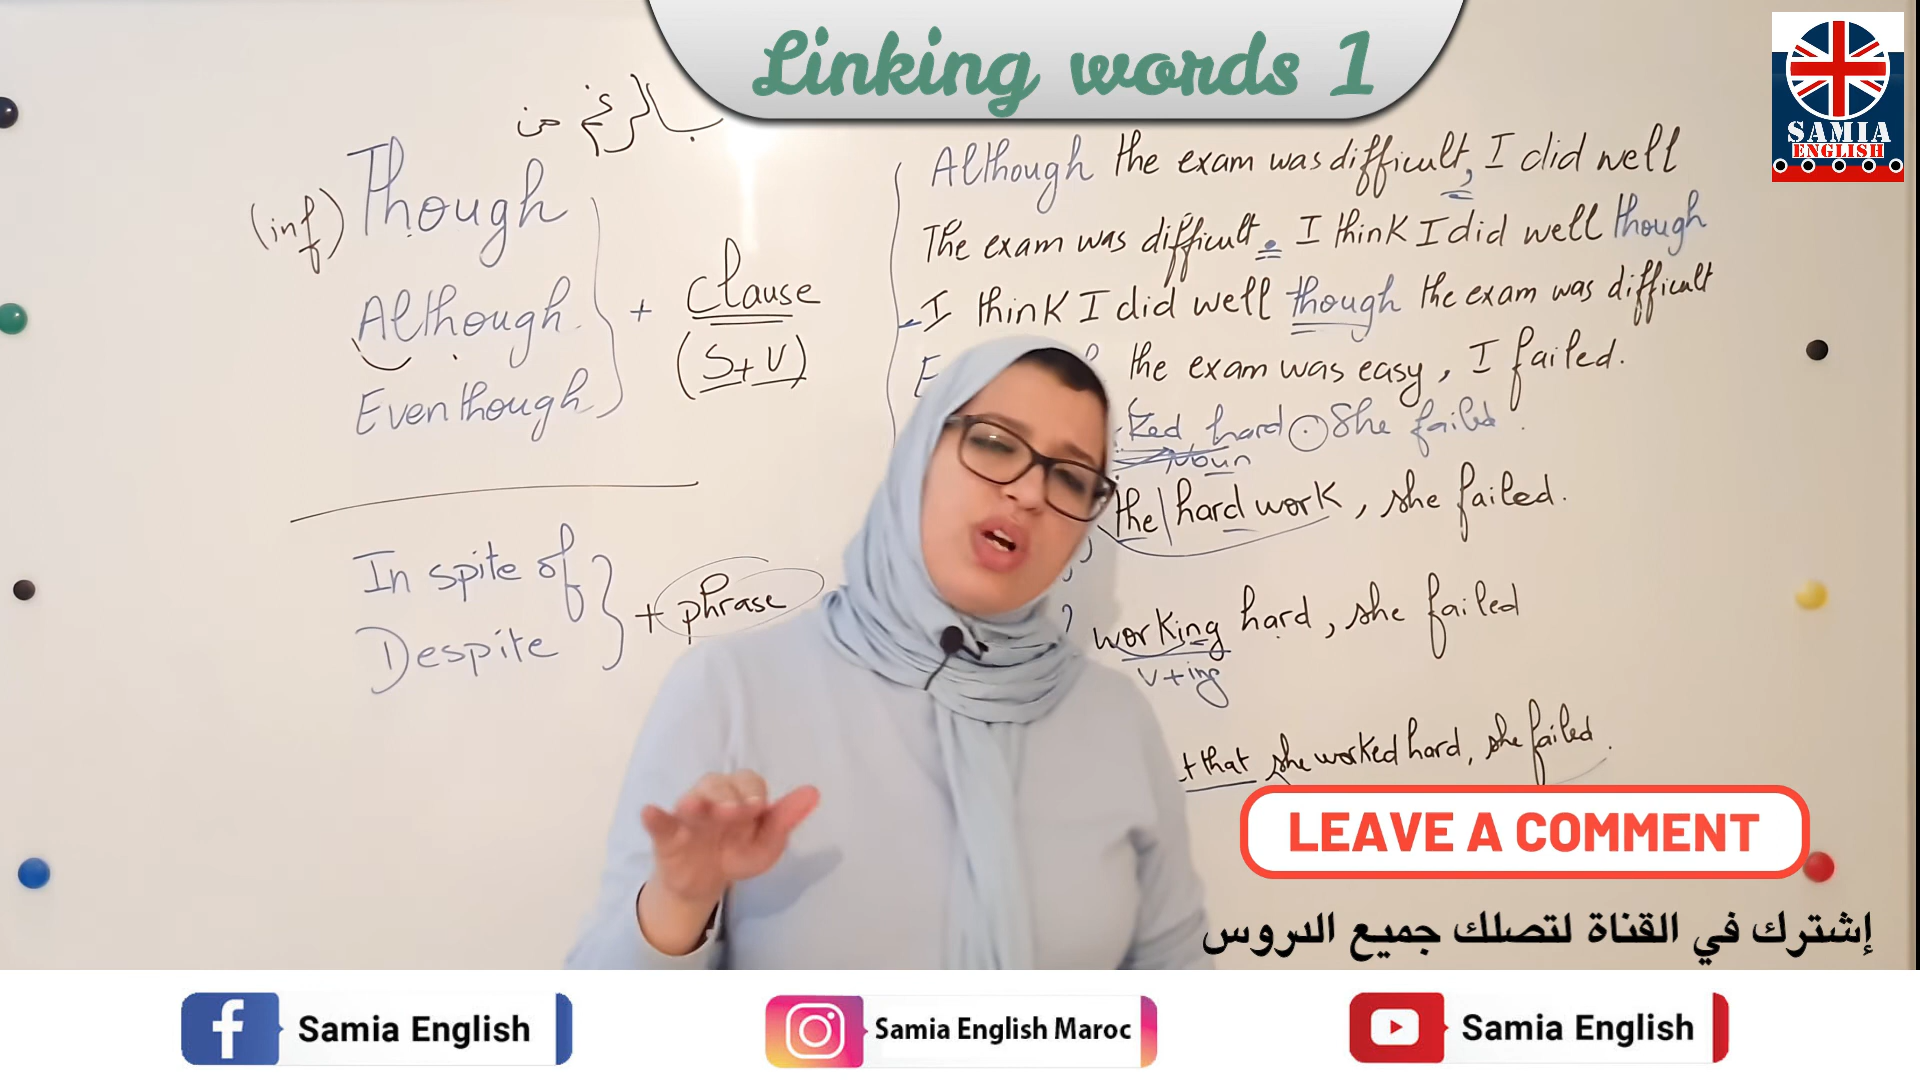 Linking words 1
SAMIA
ENGLISH
بالرغم من
(inf) Though
Although
Even though
+ clause
(S+V)
In spite of
Despite
+ phrase
Although the exam was difficult, I did well
The exam was difficult. I think I did well though
I think I did well though the exam was difficult
E the exam was easy, I failed.
ked hard. She failed.
Noun
the hard work, she failed.
working hard, she failed
V+ing
t that she worked hard, she failed.
LEAVE A COMMENT
إشترك في القناة لتصلك جميع الدروس
Samia English
Samia English Maroc
Samia English